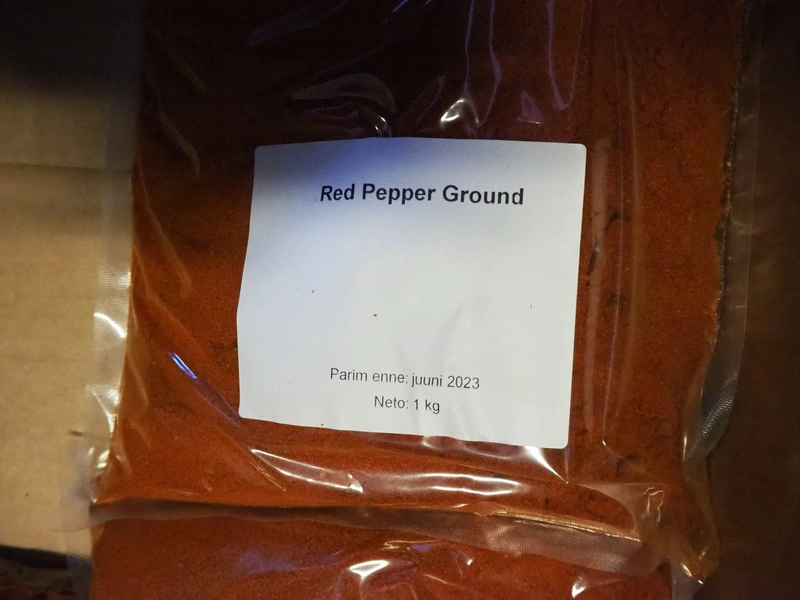 Red Pepper Ground
Parim enne: juuni 2023
Neto: 1 kg